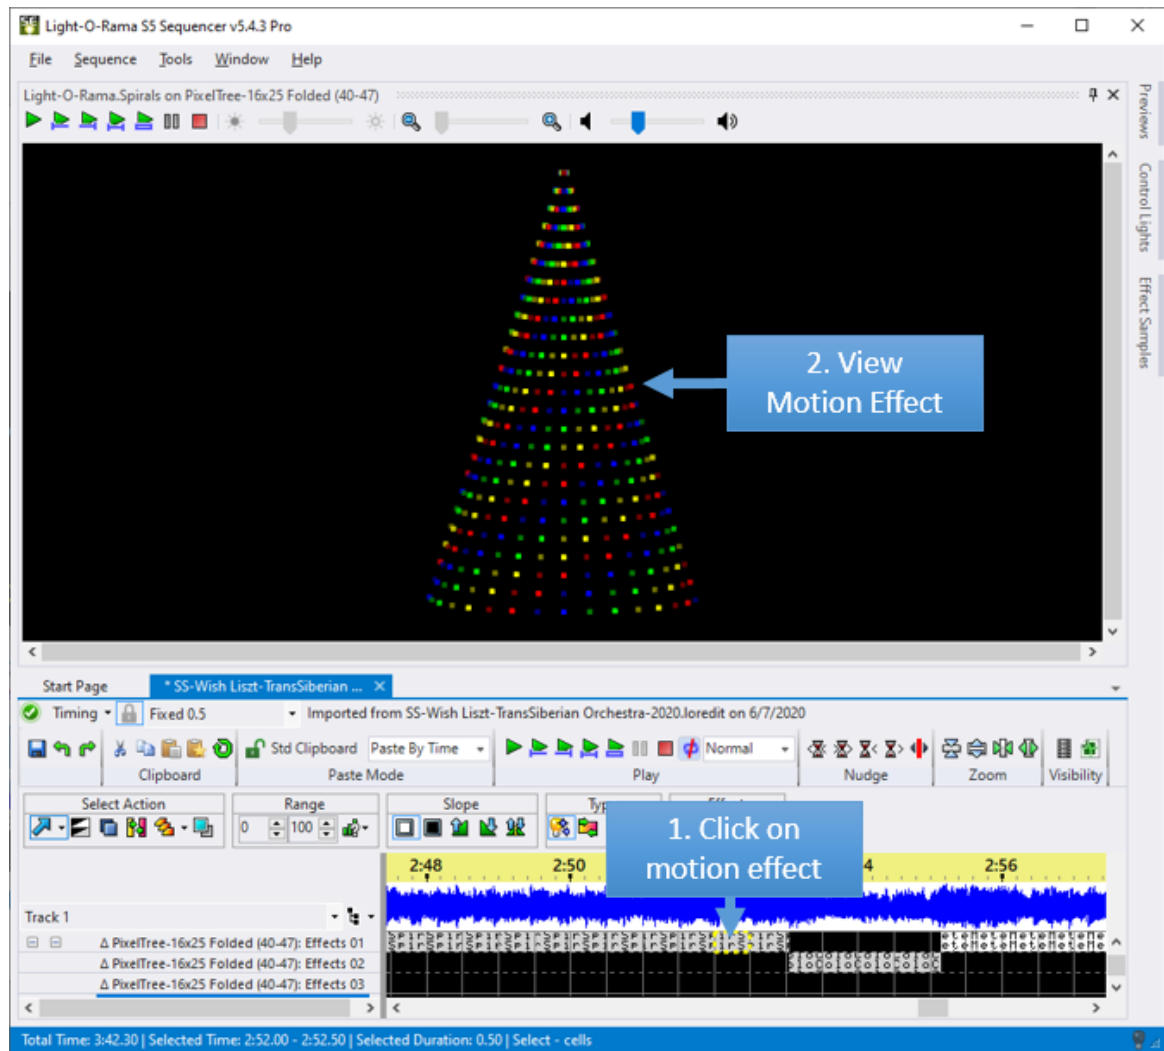 Light-O-Rama S5 Sequencer v5.4.3 Pro
File Sequence Tools Window Help
Light-O-Rama.Spirals on PixelTree-16x25 Folded (40-47)
Previews
Control Lights
Effect Samples
2. View
Motion Effect
Start Page * SS-Wish Liszt-TransSiberian ...
Timing Fixed 0.5 Imported from SS-Wish Liszt-TransSiberian Orchestra-2020.loredit on 6/7/2020
Std Clipboard Paste By Time Normal
Clipboard Paste Mode Play Nudge Zoom Visibility
Select Action Range Slope
0 100
1. Click on
motion effect
2:48 2:50 2:56
Track 1
Δ PixelTree-16x25 Folded (40-47): Effects 01
Δ PixelTree-16x25 Folded (40-47): Effects 02
Δ PixelTree-16x25 Folded (40-47): Effects 03
Total Time: 3:42.30 | Selected Time: 2:52.00 - 2:52.50 | Selected Duration: 0.50 | Select - cells